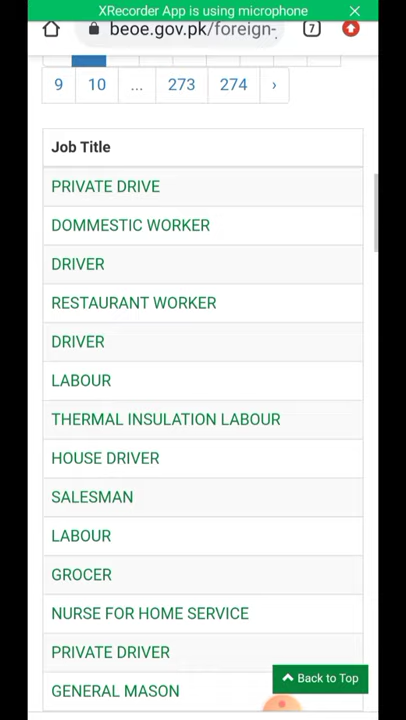 XRecorder App is using microphone
beoe.gov.pk/foreign-
7
9 10 ... 273 274 ›
Job Title
PRIVATE DRIVE
DOMMESTIC WORKER
DRIVER
RESTAURANT WORKER
DRIVER
LABOUR
THERMAL INSULATION LABOUR
HOUSE DRIVER
SALESMAN
LABOUR
GROCER
NURSE FOR HOME SERVICE
PRIVATE DRIVER
Back to Top
GENERAL MASON